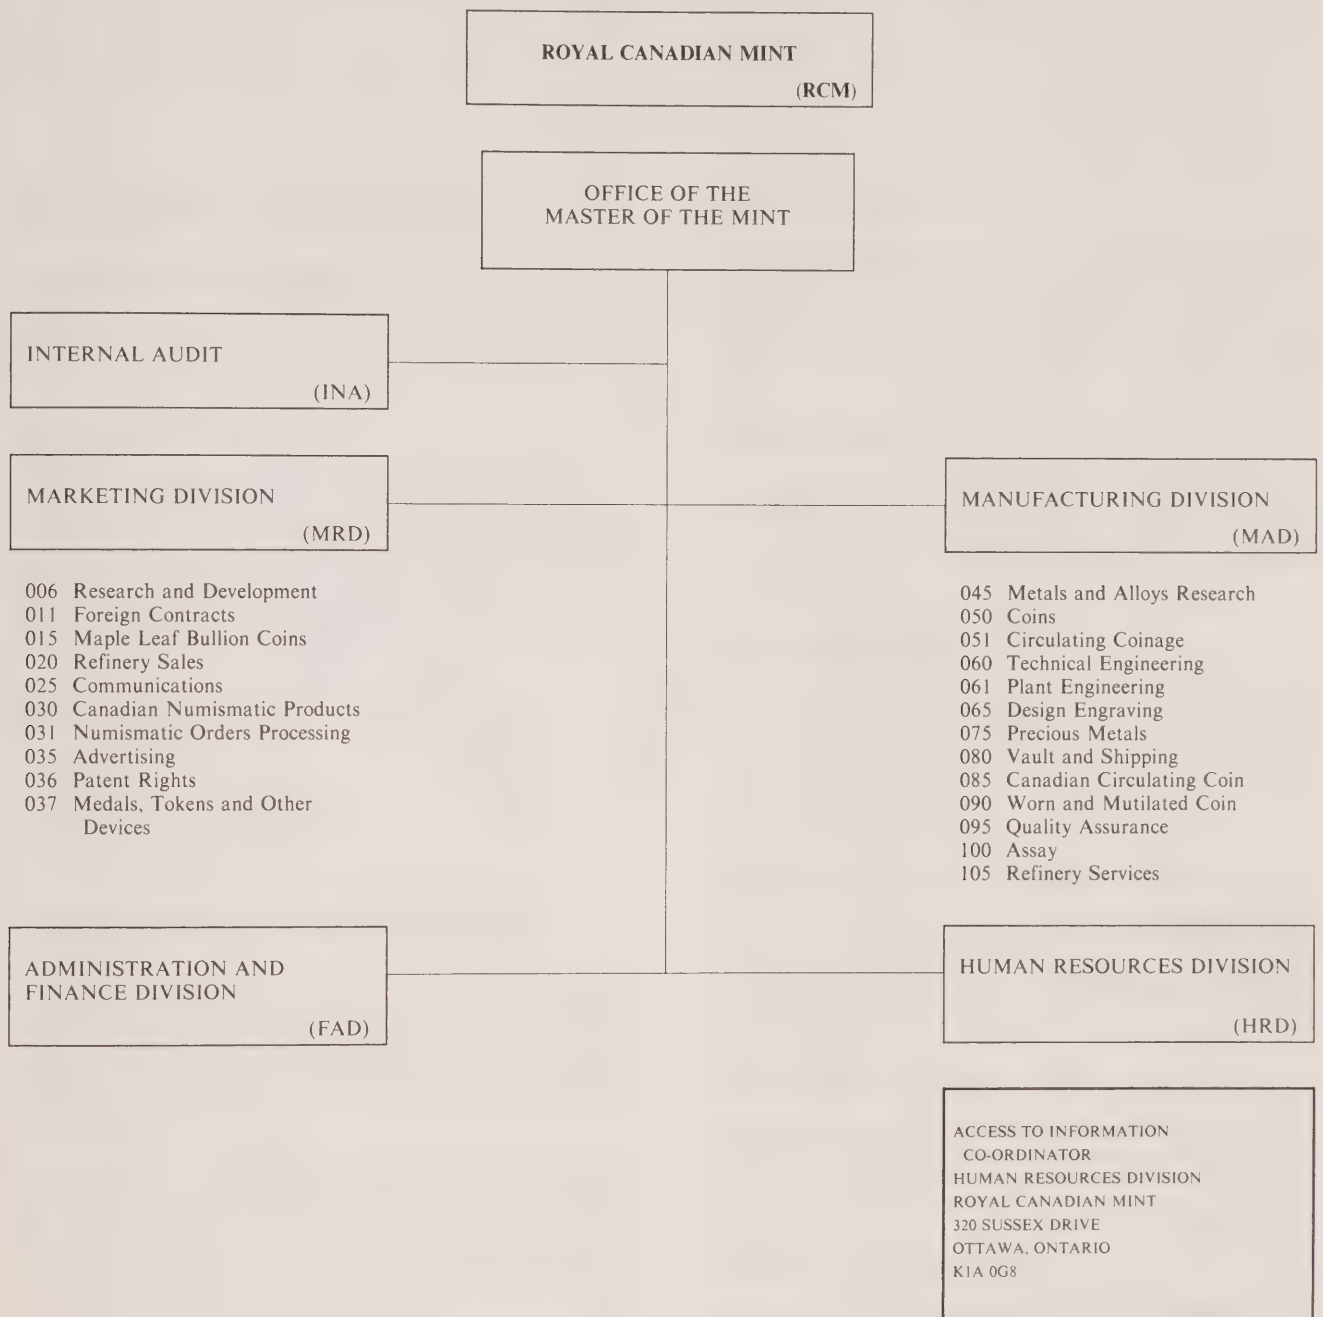 ROYAL CANADIAN MINT
(RCM)
OFFICE OF THE
MASTER OF THE MINT
INTERNAL AUDIT
(INA)
MARKETING DIVISION
(MRD)
006 Research and Development
011 Foreign Contracts
015 Maple Leaf Bullion Coins
020 Refinery Sales
025 Communications
030 Canadian Numismatic Products
031 Numismatic Orders Processing
035 Advertising
036 Patent Rights
037 Medals, Tokens and Other
Devices
MANUFACTURING DIVISION
(MAD)
045 Metals and Alloys Research
050 Coins
051 Circulating Coinage
060 Technical Engineering
061 Plant Engineering
065 Design Engraving
075 Precious Metals
080 Vault and Shipping
085 Canadian Circulating Coin
090 Worn and Mutilated Coin
095 Quality Assurance
100 Assay
105 Refinery Services
ADMINISTRATION AND
FINANCE DIVISION
(FAD)
HUMAN RESOURCES DIVISION
(HRD)
ACCESS TO INFORMATION
CO-ORDINATOR
HUMAN RESOURCES DIVISION
ROYAL CANADIAN MINT
320 SUSSEX DRIVE
OTTAWA, ONTARIO
K1A 0G8